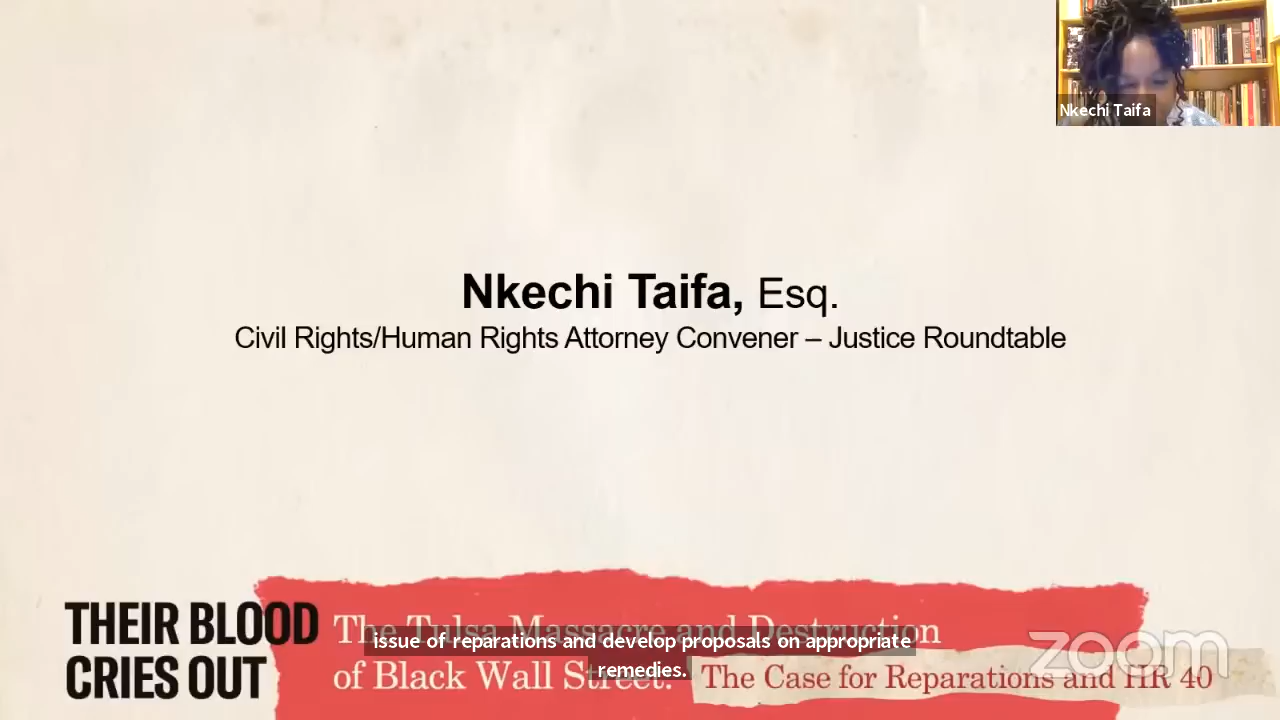 Nkechi Taifa
Nkechi Taifa, Esq.
Civil Rights/Human Rights Attorney Convener – Justice Roundtable
THEIR BLOOD
CRIES OUT
The Tulsa Massacre and Destruction
of Black Wall Street:
The Case for Reparations and HR 40
issue of reparations and develop proposals on appropriate
remedies.
zoom